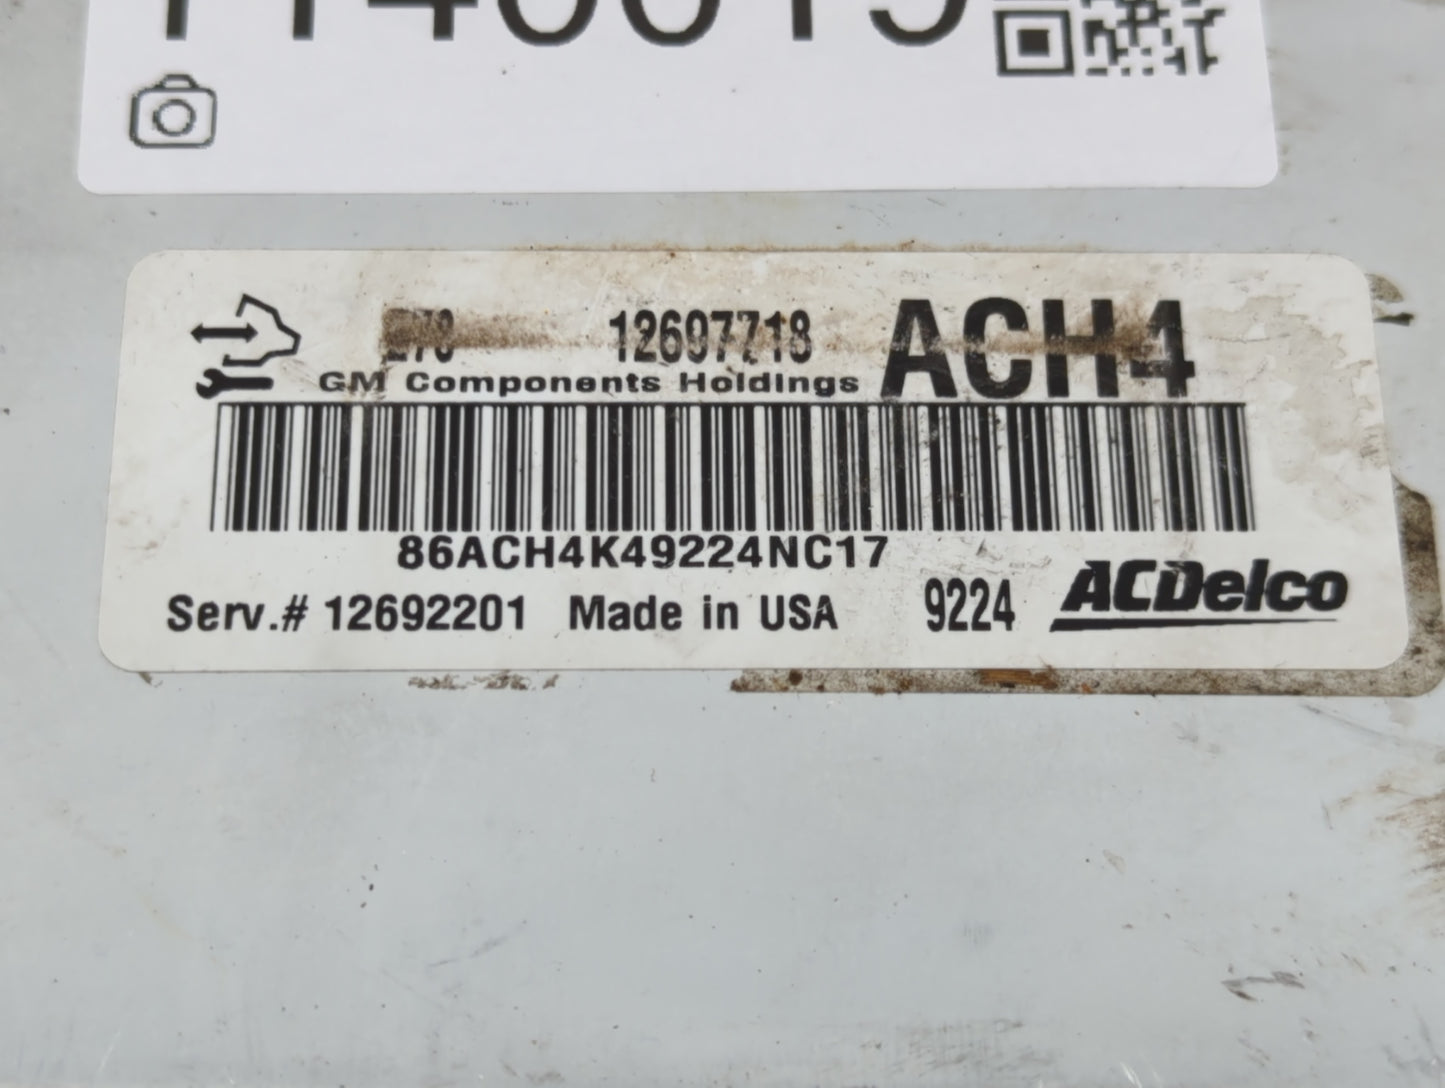 12697718 ACH4
GM Components Holdings
86ACH4K49224NC17
Serv.# 12692201 Made in USA 9224 ACDelco